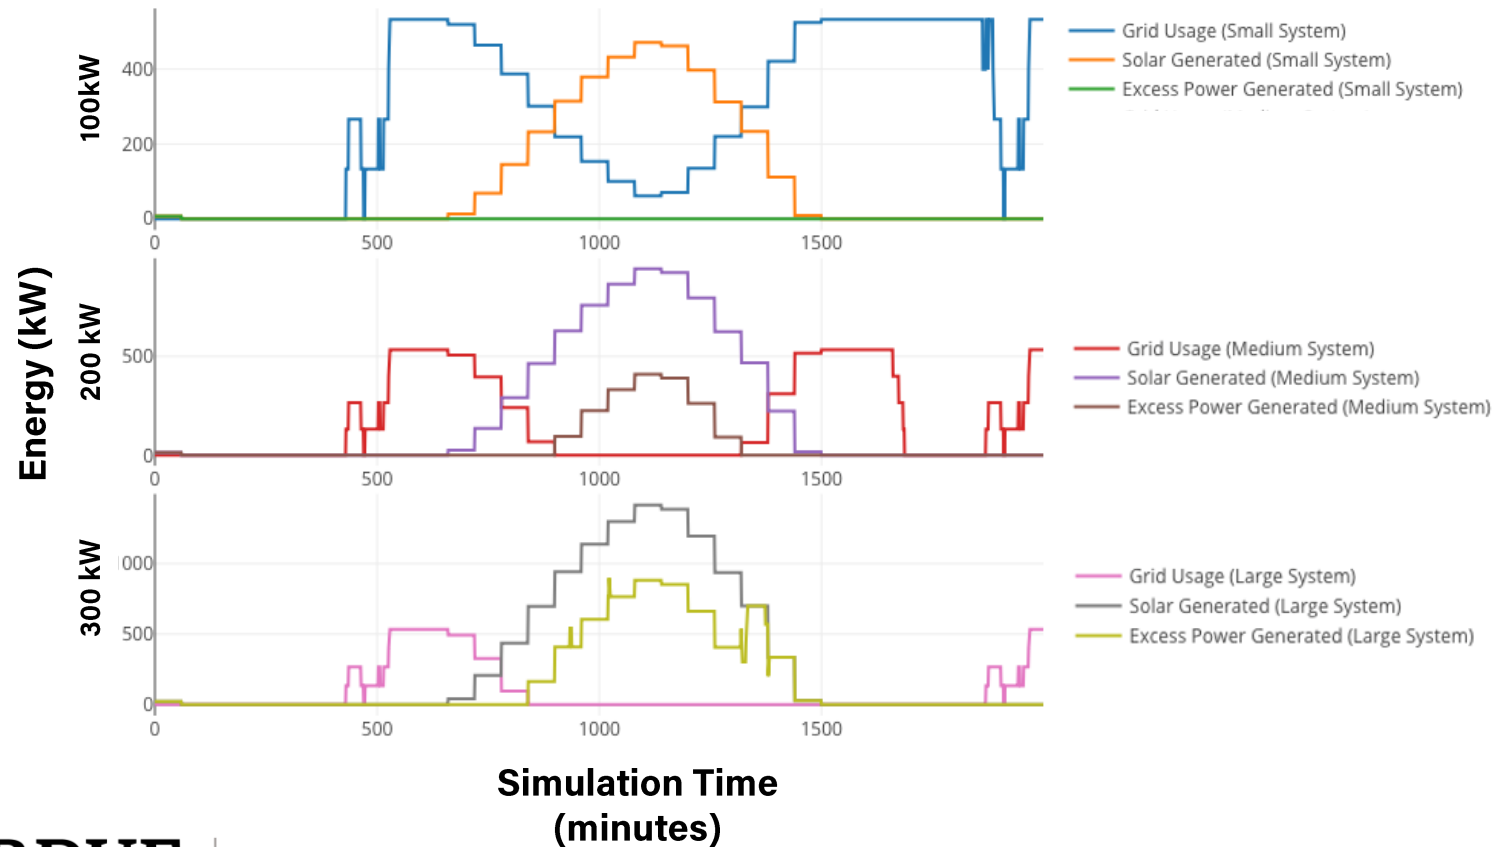 100kW
400
200
0
0
500
1000
1500
Grid Usage (Small System)
Solar Generated (Small System)
Excess Power Generated (Small System)
Energy (kW)
200 kW
500
0
0
500
1000
1500
Grid Usage (Medium System)
Solar Generated (Medium System)
Excess Power Generated (Medium System)
300 kW
000
500
0
0
500
1000
1500
Grid Usage (Large System)
Solar Generated (Large System)
Excess Power Generated (Large System)
Simulation Time
(minutes)